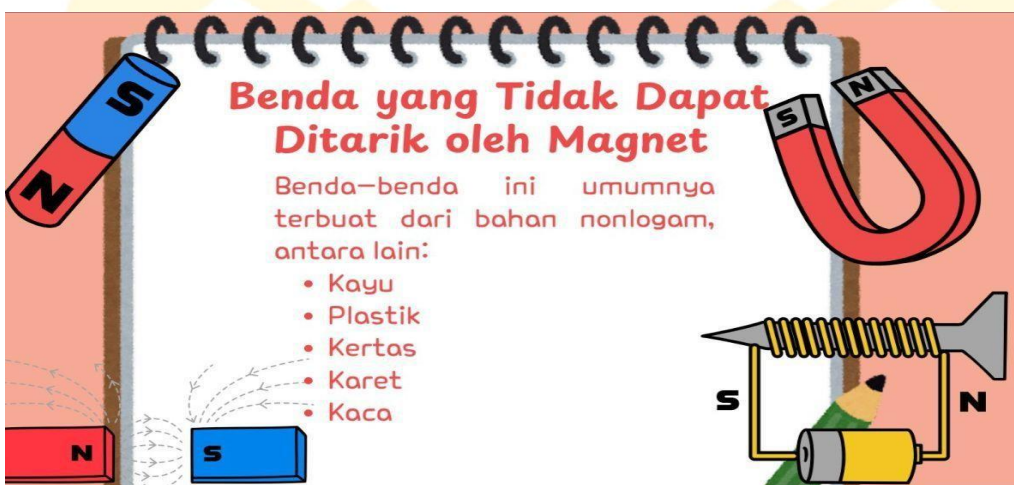 Benda yang Tidak Dapat
Ditarik oleh Magnet
Benda-benda ini umumnya
terbuat dari bahan nonlogam,
antara lain:
• Kayu
• Plastik
• Kertas
• Karet
• Kaca
S
N
S
N
N
S
S
N